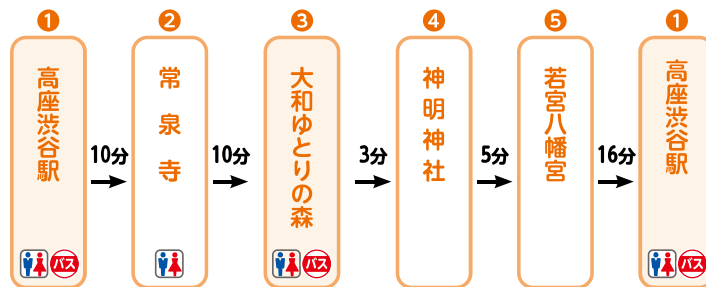 1
2
3
4
5
1
高座渋谷駅
10分
常泉寺
10分
大和ゆとりの森
3分
神明神社
5分
若宮八幡宮
16分
高座渋谷駅
バス
バス
バス